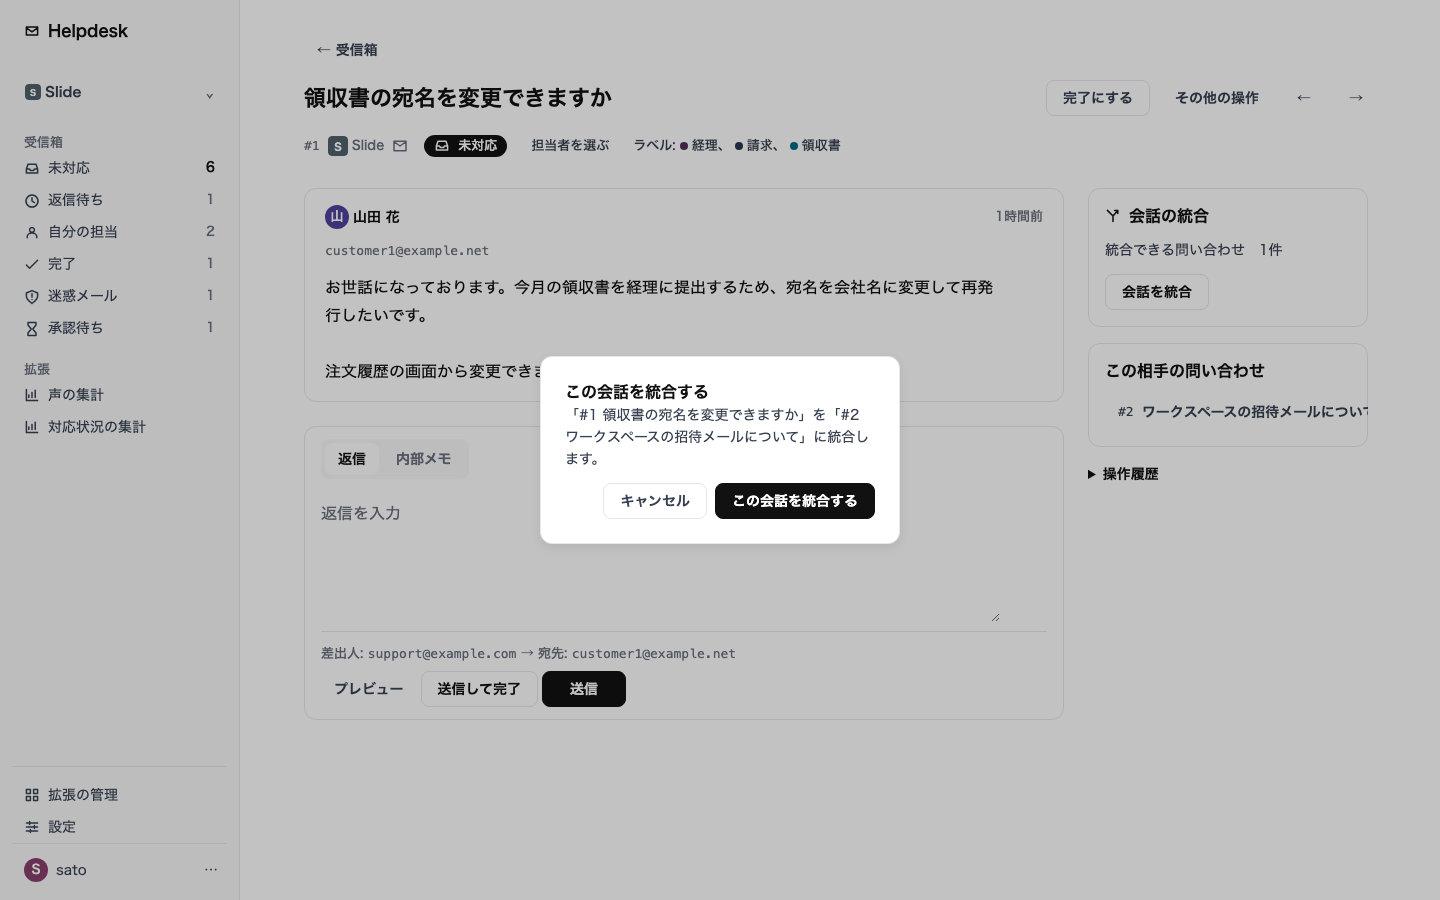 Helpdesk
S Slide
受信箱
未対応 6
返信待ち 1
自分の担当 2
完了 1
迷惑メール 1
承認待ち 1
拡張
声の集計
対応状況の集計
拡張の管理
設定
S sato …
← 受信箱
領収書の宛名を変更できますか
完了にする その他の操作 ← →
#1 S Slide 未対応 担当者を選ぶ ラベル: 経理、 請求、 領収書
山 山田 花 1時間前
customer1@example.net
お世話になっております。今月の領収書を経理に提出するため、宛名を会社名に変更して再発
行したいです。
注文履歴の画面から変更でき
この会話を統合する
「#1 領収書の宛名を変更できますか」を「#2
ワークスペースの招待メールについて」に統合し
ます。
キャンセル この会話を統合する
返信 内部メモ
返信を入力
差出人: support@example.com → 宛先: customer1@example.net
プレビュー 送信して完了 送信
会話の統合
統合できる問い合わせ 1件
会話を統合
この相手の問い合わせ
#2 ワークスペースの招待メールについ
▶ 操作履歴